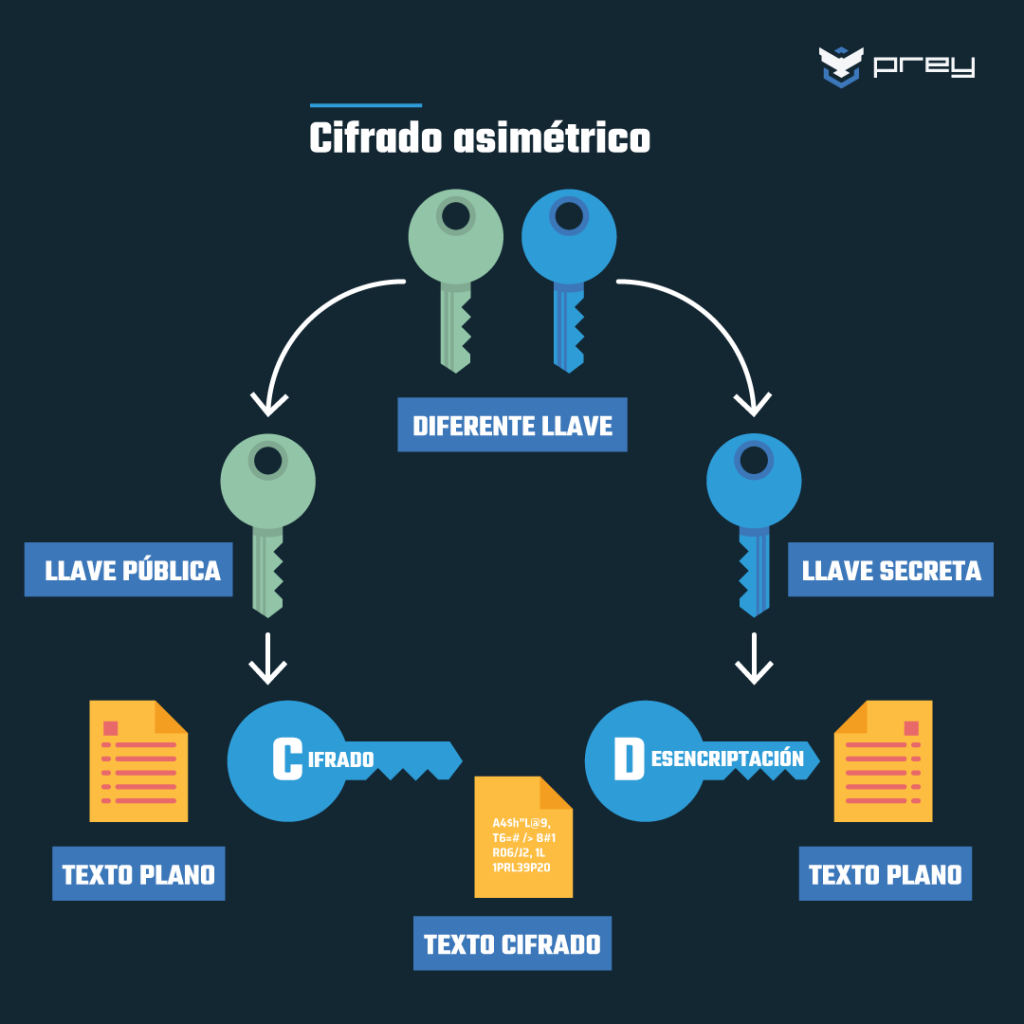 prey
Cifrado asimétrico
DIFERENTE LLAVE
LLAVE PÚBLICA
LLAVE SECRETA
CIFRADO
DESENCRIPTACIÓN
A4$h"L@9,
TG=# /> 8#1
R06/J2, 1L
1PRL39P20
TEXTO PLANO
TEXTO PLANO
TEXTO CIFRADO